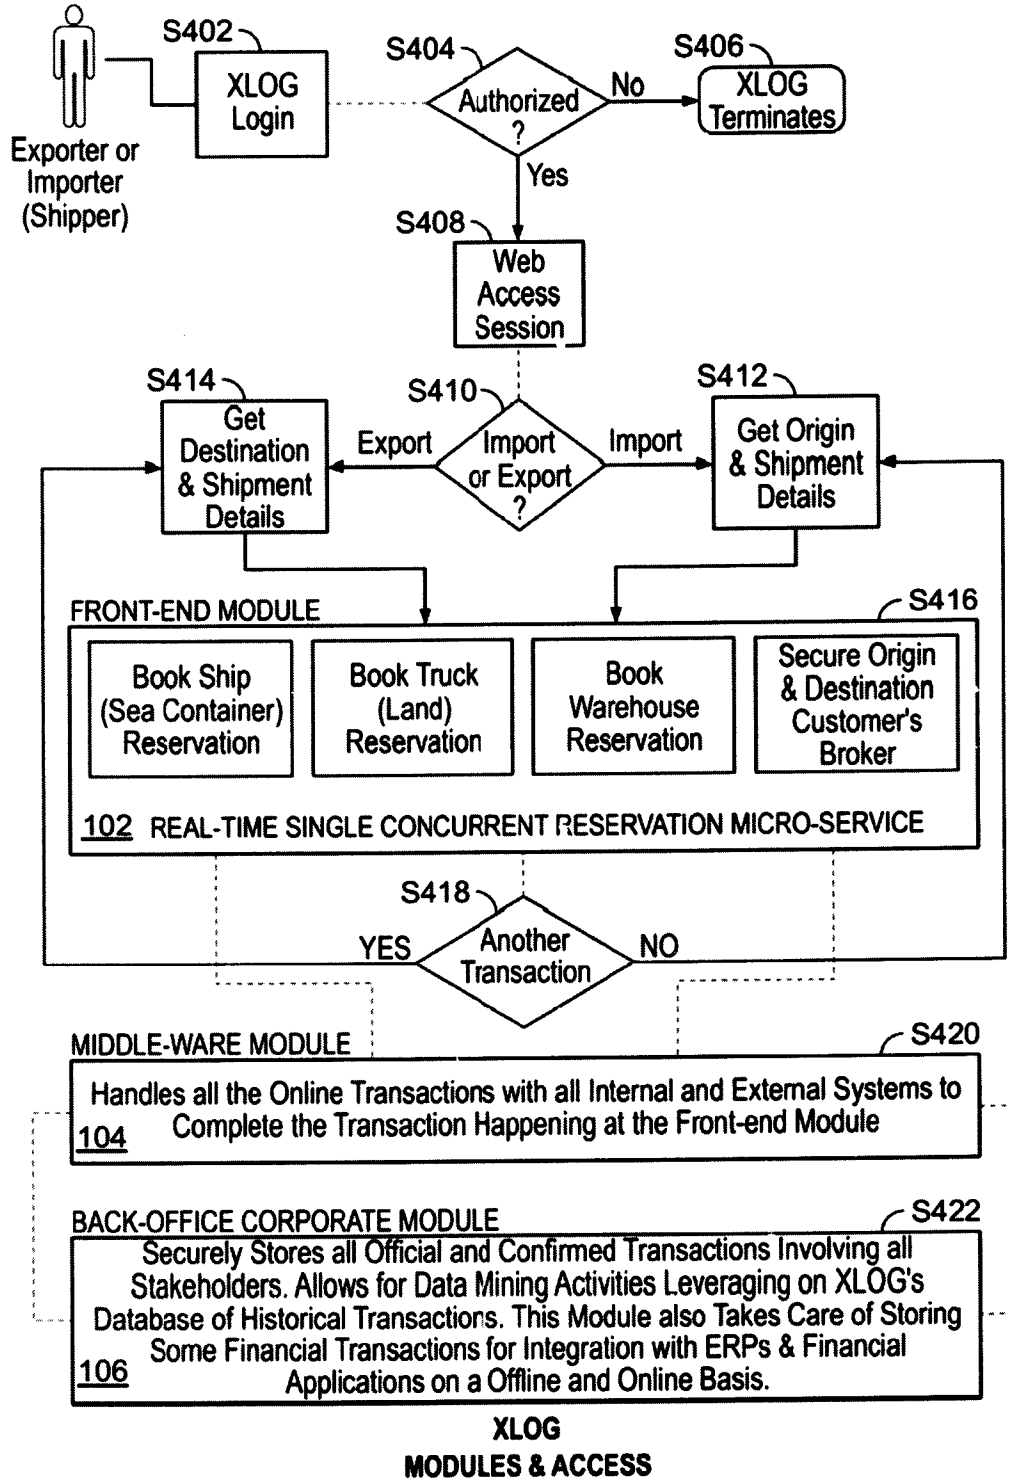 S402
XLOG
Login
Exporter or
Importer
(Shipper)
S404
Authorized
?
No
Yes
S406
XLOG
Terminates
S408
Web
Access
Session
S410
Import
or Export
?
Export
Import
S414
Get
Destination
& Shipment
Details
S412
Get Origin
& Shipment
Details
FRONT-END MODULE
S416
Book Ship
(Sea Container)
Reservation
Book Truck
(Land)
Reservation
Book
Warehouse
Reservation
Secure Origin
& Destination
Customer's
Broker
102 REAL-TIME SINGLE CONCURRENT RESERVATION MICRO-SERVICE
S418
YES
Another
Transaction
NO
MIDDLE-WARE MODULE
S420
Handles all the Online Transactions with all Internal and External Systems to
Complete the Transaction Happening at the Front-end Module
104
BACK-OFFICE CORPORATE MODULE
S422
Securely Stores all Official and Confirmed Transactions Involving all
Stakeholders. Allows for Data Mining Activities Leveraging on XLOG's
Database of Historical Transactions. This Module also Takes Care of Storing
Some Financial Transactions for Integration with ERPs & Financial
Applications on a Offline and Online Basis.
106
XLOG
MODULES & ACCESS